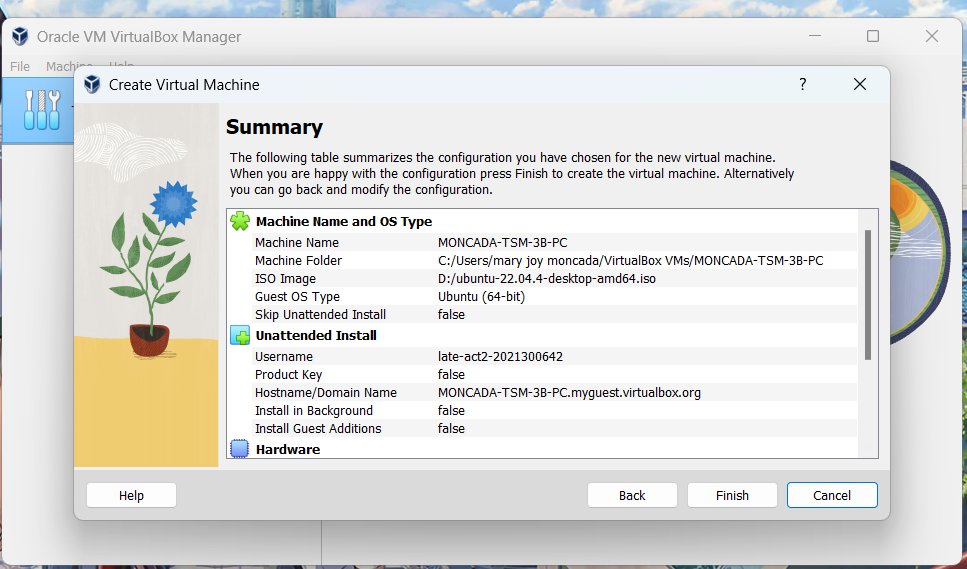 Oracle VM VirtualBox Manager
File Machine Help
Create Virtual Machine
?
Summary
The following table summarizes the configuration you have chosen for the new virtual machine.
When you are happy with the configuration press Finish to create the virtual machine. Alternatively
you can go back and modify the configuration.
Machine Name and OS Type
Machine Name MONCADA-TSM-3B-PC
Machine Folder C:/Users/mary joy moncada/VirtualBox VMs/MONCADA-TSM-3B-PC
ISO Image D:/ubuntu-22.04.4-desktop-amd64.iso
Guest OS Type Ubuntu (64-bit)
Skip Unattended Install false
Unattended Install
Username late-act2-2021300642
Product Key false
Hostname/Domain Name MONCADA-TSM-3B-PC.myguest.virtualbox.org
Install in Background false
Install Guest Additions false
Hardware
Help Back Finish Cancel